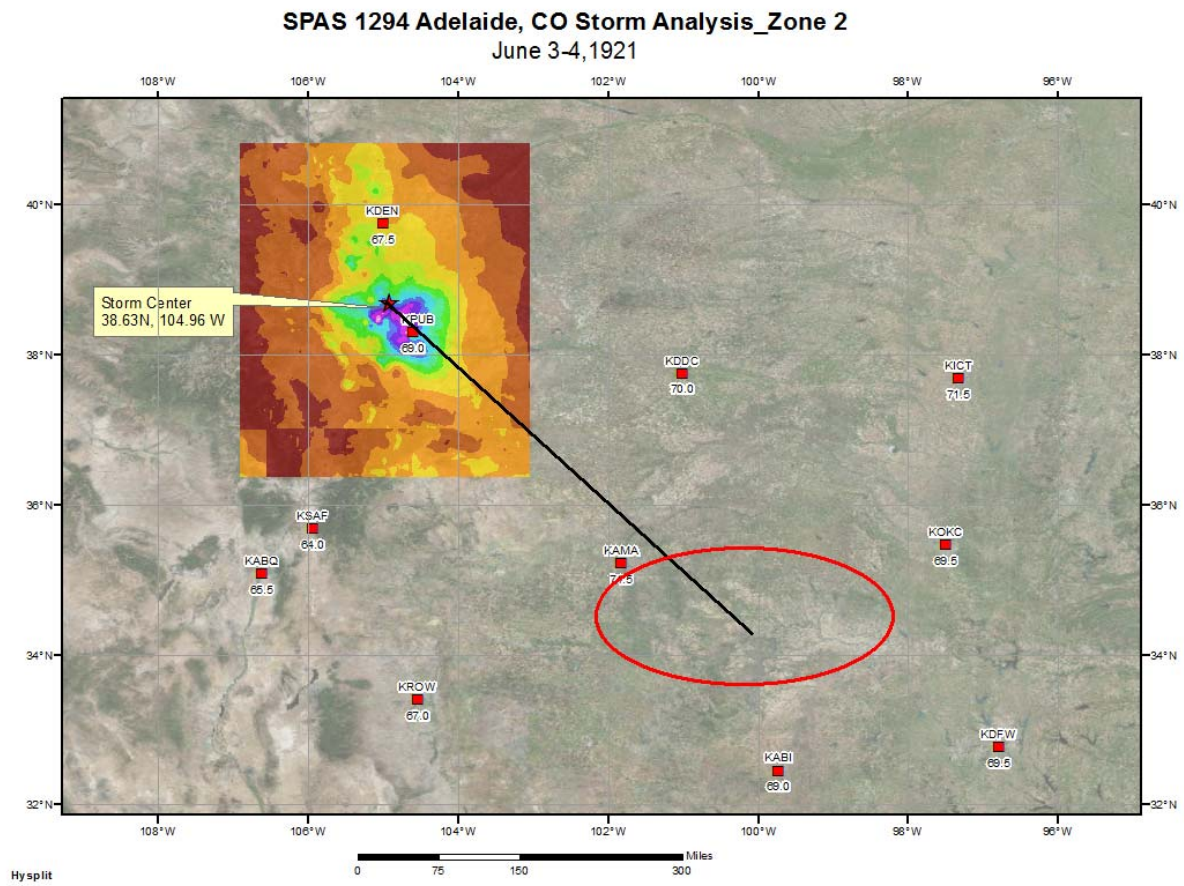 SPAS 1294 Adelaide, CO Storm Analysis_Zone 2
June 3-4,1921
108°W 106°W 104°W 102°W 100°W 98°W 96°W
40°N 40°N
KDEN
67.5
Storm Center
38.63N, 104.96 W
KPUB
69.0
38°N 38°N
KDDC
70.0
KICT
71.5
36°N 36°N
KSAF
64.0
KABQ
65.5
KAMA
KOKC
69.5
34°N 34°N
KROW
67.0
KDFW
69.5
KABI
69.0
32°N 32°N
108°W 106°W 104°W 102°W 100°W 98°W 96°W
Miles
0 75 150 300
Hysplit